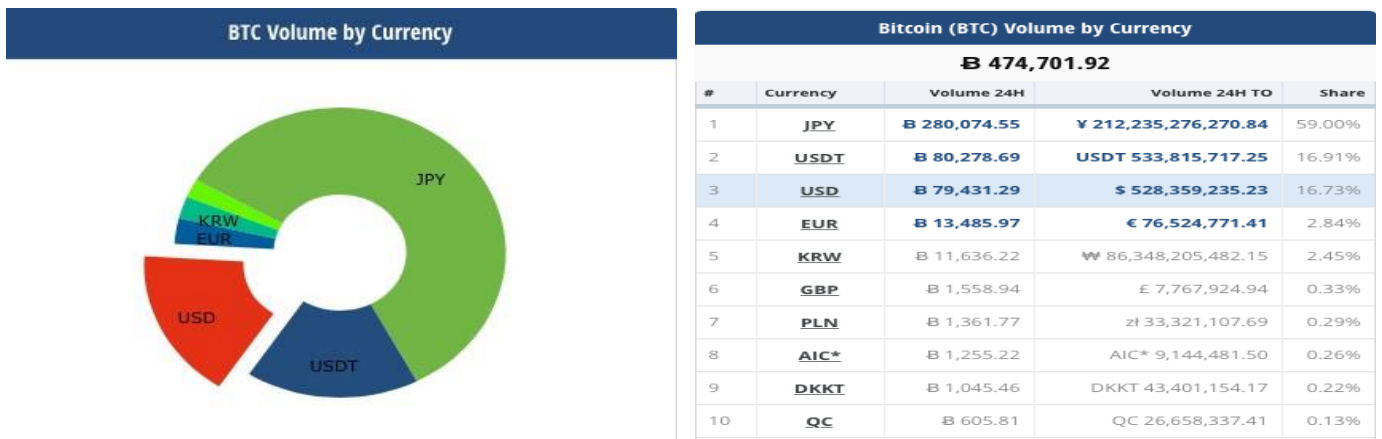 BTC Volume by Currency
JPY
KRW
EUR
USD
USDT
Bitcoin (BTC) Volume by Currency
Ƀ 474,701.92
# Currency Volume 24H Volume 24H TO Share
1 JPY Ƀ 280,074.55 ¥ 212,235,276,270.84 59.00%
2 USDT Ƀ 80,278.69 USDT 533,815,717.25 16.91%
3 USD Ƀ 79,431.29 $ 528,359,235.23 16.73%
4 EUR Ƀ 13,485.97 € 76,524,771.41 2.84%
5 KRW Ƀ 11,636.22 ₩ 86,348,205,482.15 2.45%
6 GBP Ƀ 1,558.94 £ 7,767,924.94 0.33%
7 PLN Ƀ 1,361.77 zł 33,321,107.69 0.29%
8 AIC* Ƀ 1,255.22 AIC* 9,144,481.50 0.26%
9 DKKT Ƀ 1,045.46 DKKT 43,401,154.17 0.22%
10 QC Ƀ 605.81 QC 26,658,337.41 0.13%